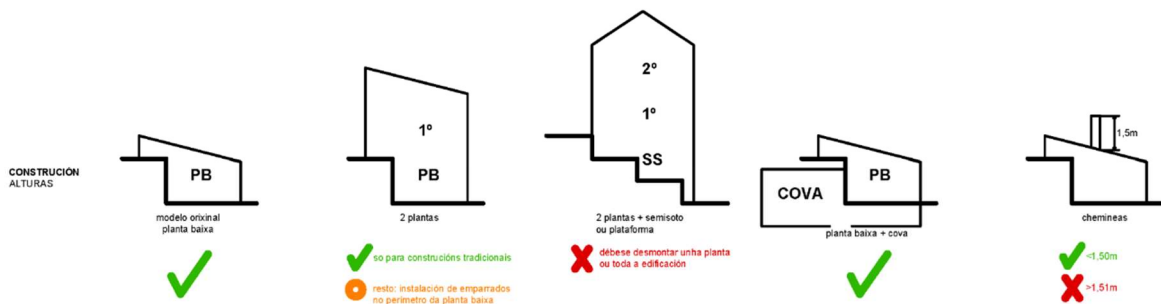 CONSTRUCIÓN
ALTURAS
PB
modelo orixinal
planta baixa
1º
PB
2 plantas
so para construcións tradicionais
resto: instalación de emparrados
no perímetro da planta baixa
2º
1º
SS
2 plantas + semisoto
ou plataforma
débese desmontar unha planta
ou toda a edificación
COVA
PB
planta baixa + cova
1,5m
chemineas
<1,50m
>1,51m